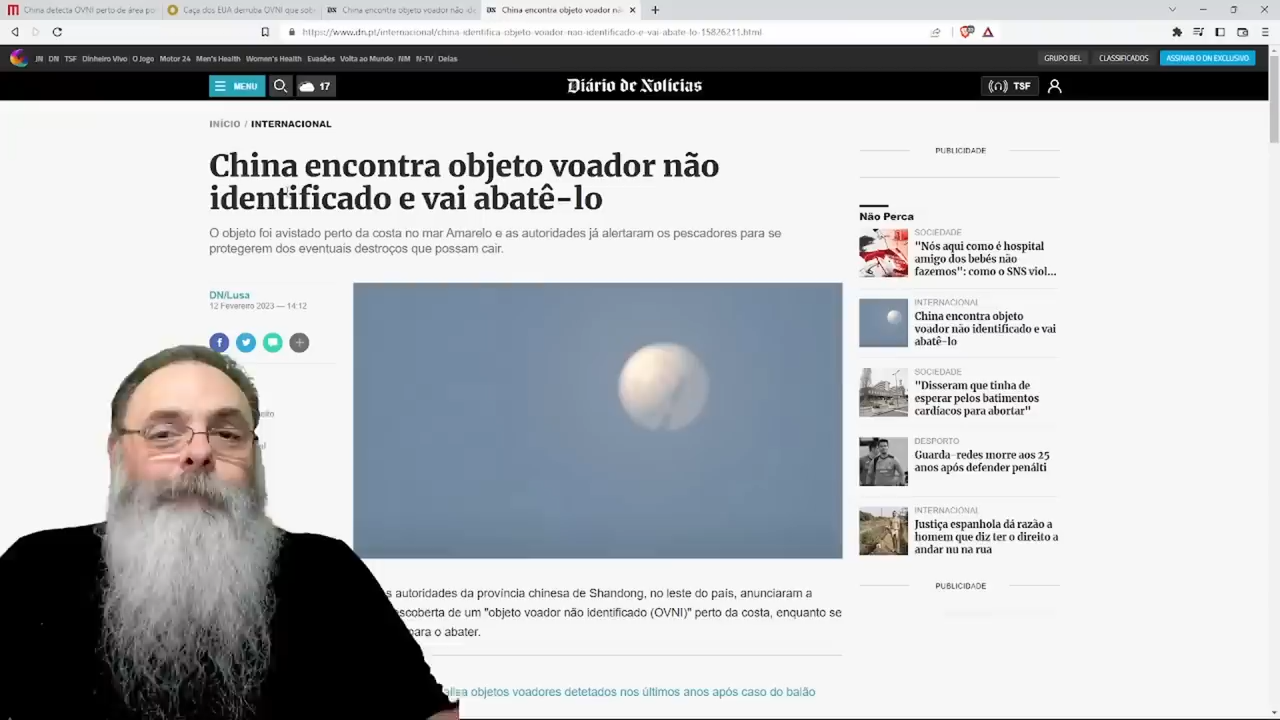 China detecta OVNI perto de área po
Caça dos EUA derruba OVNI que sob
China encontra objeto voador não ide
China encontra objeto voador nã
https://www.dn.pt/internacional/china-identifica-objeto-voador-nao-identificado-e-vai-abate-lo-15826211.html
JN DN TSF Dinheiro Vivo O Jogo Motor 24 Men's Health Women's Health Evasões Volta ao Mundo NM N-TV Delas
GRUPO BEL
CLASSIFICADOS
ASSINAR O DN EXCLUSIVO
MENU
17
Diário de Notícias
TSF
INÍCIO / INTERNACIONAL
China encontra objeto voador não
identificado e vai abatê-lo
O objeto foi avistado perto da costa no mar Amarelo e as autoridades já alertaram os pescadores para se
protegerem dos eventuais destroços que possam cair.
DN/Lusa
12 Fevereiro 2023 — 14:12
s autoridades da província chinesa de Shandong, no leste do país, anunciaram a
scoberta de um "objeto voador não identificado (OVNI)" perto da costa, enquanto se
para o abater.
objetos voadores detetados nos últimos anos após caso do balão
PUBLICIDADE
Não Perca
SOCIEDADE
"Nós aqui como é hospital
amigo dos bebés não
fazemos": como o SNS viol...
INTERNACIONAL
China encontra objeto
voador não identificado e vai
abatê-lo
SOCIEDADE
"Disseram que tinha de
esperar pelos batimentos
cardíacos para abortar"
DESPORTO
Guarda-redes morre aos 25
anos após defender penálti
INTERNACIONAL
Justiça espanhola dá razão a
homem que diz ter o direito a
andar nu na rua
PUBLICIDADE